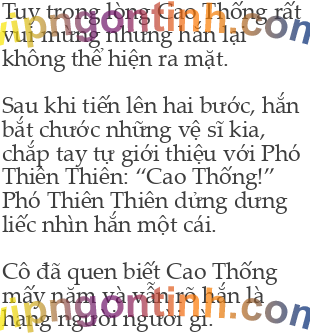 Tuy trong lòng Cao Thống rất
vui mừng nhưng hắn lại
không thể hiện ra mặt.
Sau khi tiến lên hai bước, hắn
bắt chước những vệ sĩ kia,
chắp tay tự giới thiệu với Phó
Thiên Thiên: “Cao Thống!”
Phó Thiên Thiên dửng dưng
liếc nhìn hắn một cái.
Cô đã quen biết Cao Thống
mấy năm và vẫn rõ hắn là
hạng người người gì.
vipngontinh.com
vipngontinh.com